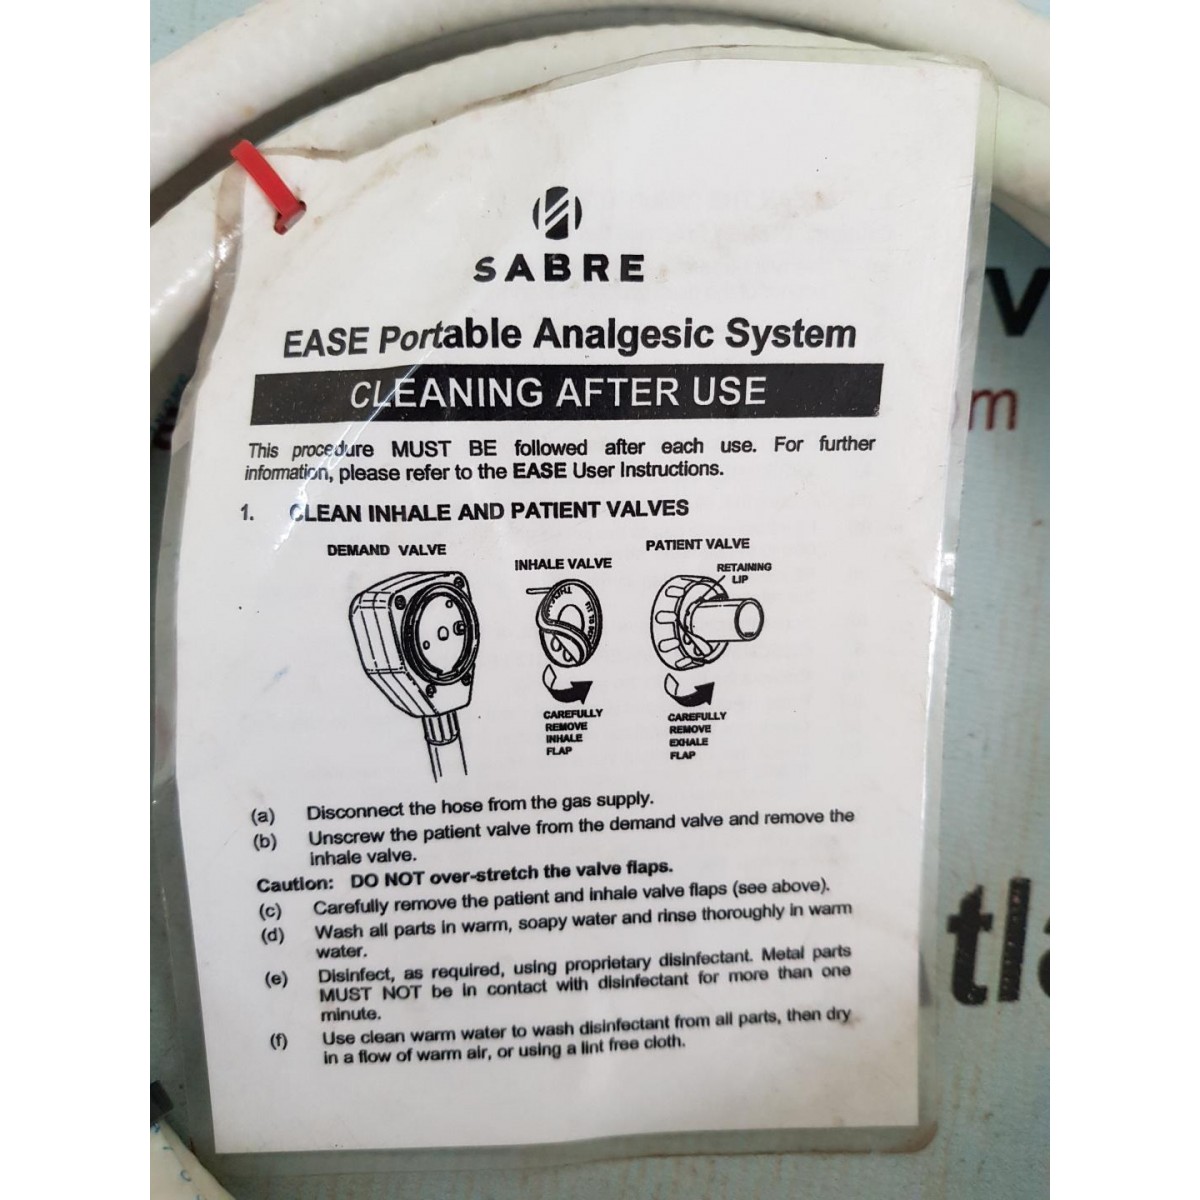 SABRE
EASE Portable Analgesic System
CLEANING AFTER USE
This procedure MUST BE followed after each use. For further
information, please refer to the EASE User Instructions.
1. CLEAN INHALE AND PATIENT VALVES
DEMAND VALVE
INHALE VALVE
PATIENT VALVE
RETAINING
LIP
CAREFULLY
REMOVE
INHALE
FLAP
CAREFULLY
REMOVE
EXHALE
FLAP
(a) Disconnect the hose from the gas supply.
(b) Unscrew the patient valve from the demand valve and remove the
inhale valve.
Caution: DO NOT over-stretch the valve flaps.
(c) Carefully remove the patient and inhale valve flaps (see above).
(d) Wash all parts in warm, soapy water and rinse thoroughly in warm
water.
(e) Disinfect, as required, using proprietary disinfectant. Metal parts
MUST NOT be in contact with disinfectant for more than one
minute.
(f) Use clean warm water to wash disinfectant from all parts, then dry
in a flow of warm air, or using a lint free cloth.
v
om
tla